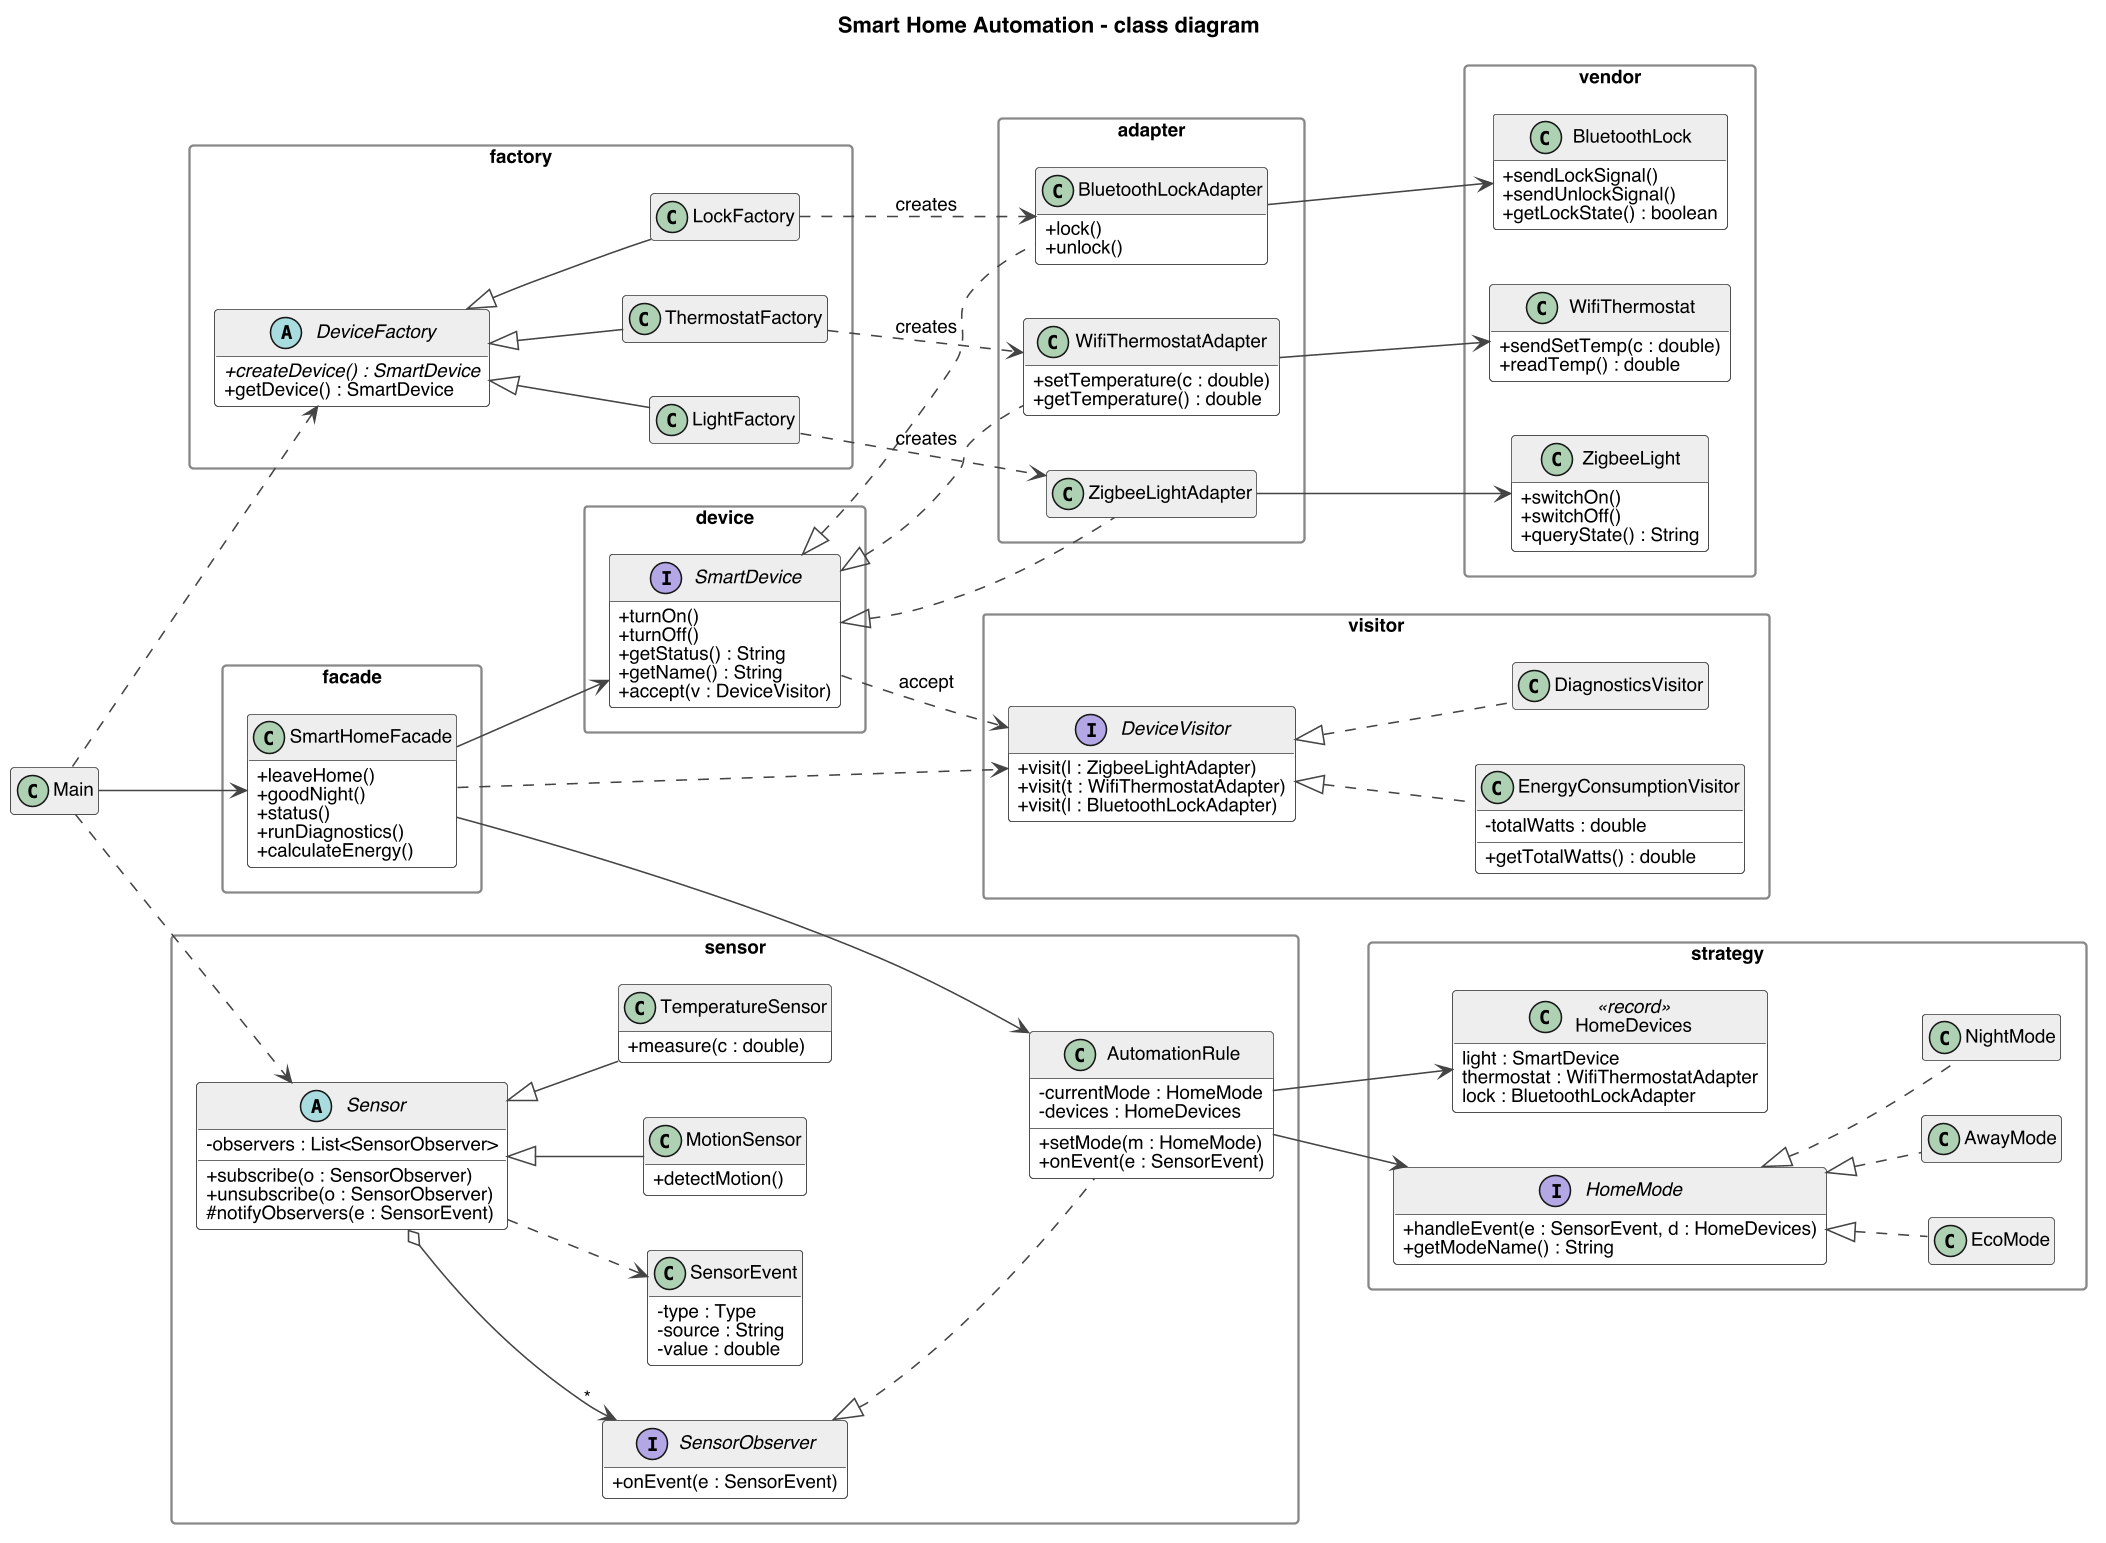 Smart Home Automation - class diagram
factory
C LockFactory
C ThermostatFactory
A DeviceFactory
+createDevice() : SmartDevice
+getDevice() : SmartDevice
C LightFactory
creates
creates
creates
adapter
C BluetoothLockAdapter
+lock()
+unlock()
C WifiThermostatAdapter
+setTemperature(c : double)
+getTemperature() : double
C ZigbeeLightAdapter
vendor
C BluetoothLock
+sendLockSignal()
+sendUnlockSignal()
+getLockState() : boolean
C WifiThermostat
+sendSetTemp(c : double)
+readTemp() : double
C ZigbeeLight
+switchOn()
+switchOff()
+queryState() : String
device
I SmartDevice
+turnOn()
+turnOff()
+getStatus() : String
+getName() : String
+accept(v : DeviceVisitor)
accept
visitor
C DiagnosticsVisitor
I DeviceVisitor
+visit(l : ZigbeeLightAdapter)
+visit(t : WifiThermostatAdapter)
+visit(l : BluetoothLockAdapter)
C EnergyConsumptionVisitor
-totalWatts : double
+getTotalWatts() : double
facade
C SmartHomeFacade
+leaveHome()
+goodNight()
+status()
+runDiagnostics()
+calculateEnergy()
C Main
sensor
C TemperatureSensor
+measure(c : double)
A Sensor
-observers : List<SensorObserver>
+subscribe(o : SensorObserver)
+unsubscribe(o : SensorObserver)
#notifyObservers(e : SensorEvent)
C MotionSensor
+detectMotion()
C SensorEvent
-type : Type
-source : String
-value : double
*
I SensorObserver
+onEvent(e : SensorEvent)
C AutomationRule
-currentMode : HomeMode
-devices : HomeDevices
+setMode(m : HomeMode)
+onEvent(e : SensorEvent)
strategy
«record»
C HomeDevices
light : SmartDevice
thermostat : WifiThermostatAdapter
lock : BluetoothLockAdapter
C NightMode
C AwayMode
I HomeMode
+handleEvent(e : SensorEvent, d : HomeDevices)
+getModeName() : String
C EcoMode